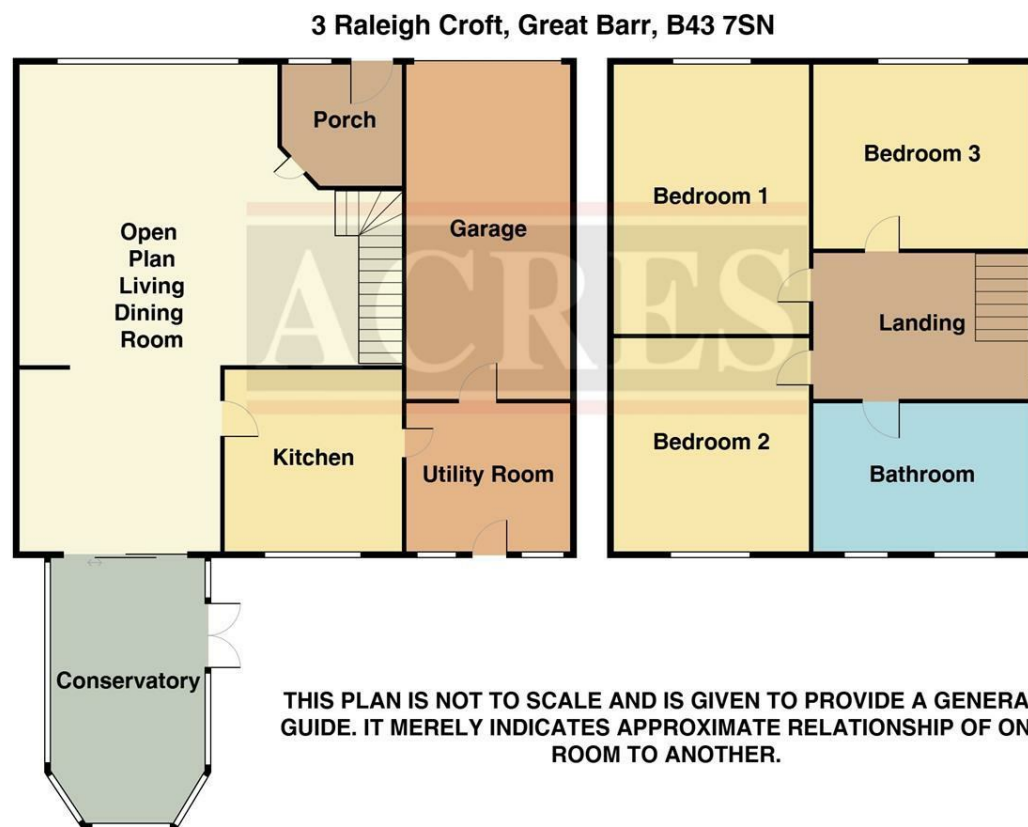 3 Raleigh Croft, Great Barr, B43 7SN
Porch
Open
Plan
Living
Dining
Room
Garage
Kitchen
Utility Room
Conservatory
Bedroom 1
Bedroom 3
Landing
Bedroom 2
Bathroom
ACRES
THIS PLAN IS NOT TO SCALE AND IS GIVEN TO PROVIDE A GENERA
GUIDE. IT MERELY INDICATES APPROXIMATE RELATIONSHIP OF ON
ROOM TO ANOTHER.